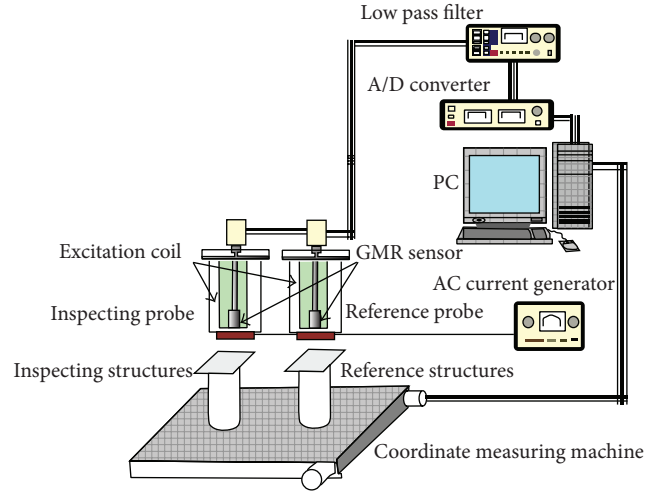 Low pass filter
A/D converter
PC
Excitation coil
GMR sensor
AC current generator
Inspecting probe
Reference probe
Inspecting structures
Reference structures
Coordinate measuring machine